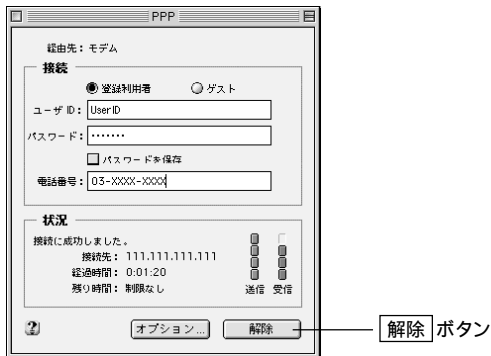 PPP
経由先： モデム
接続
登録利用者 ゲスト
ユーザ ID： UserID
パスワード： •••••••
パスワードを保存
電話番号： 03-XXXX-XXXX
状況
接続に成功しました。
接続先： 111.111.111.111
経過時間： 0:01:20
残り時間： 制限なし
送信 受信
? オプション... 解除
解除 ボタン